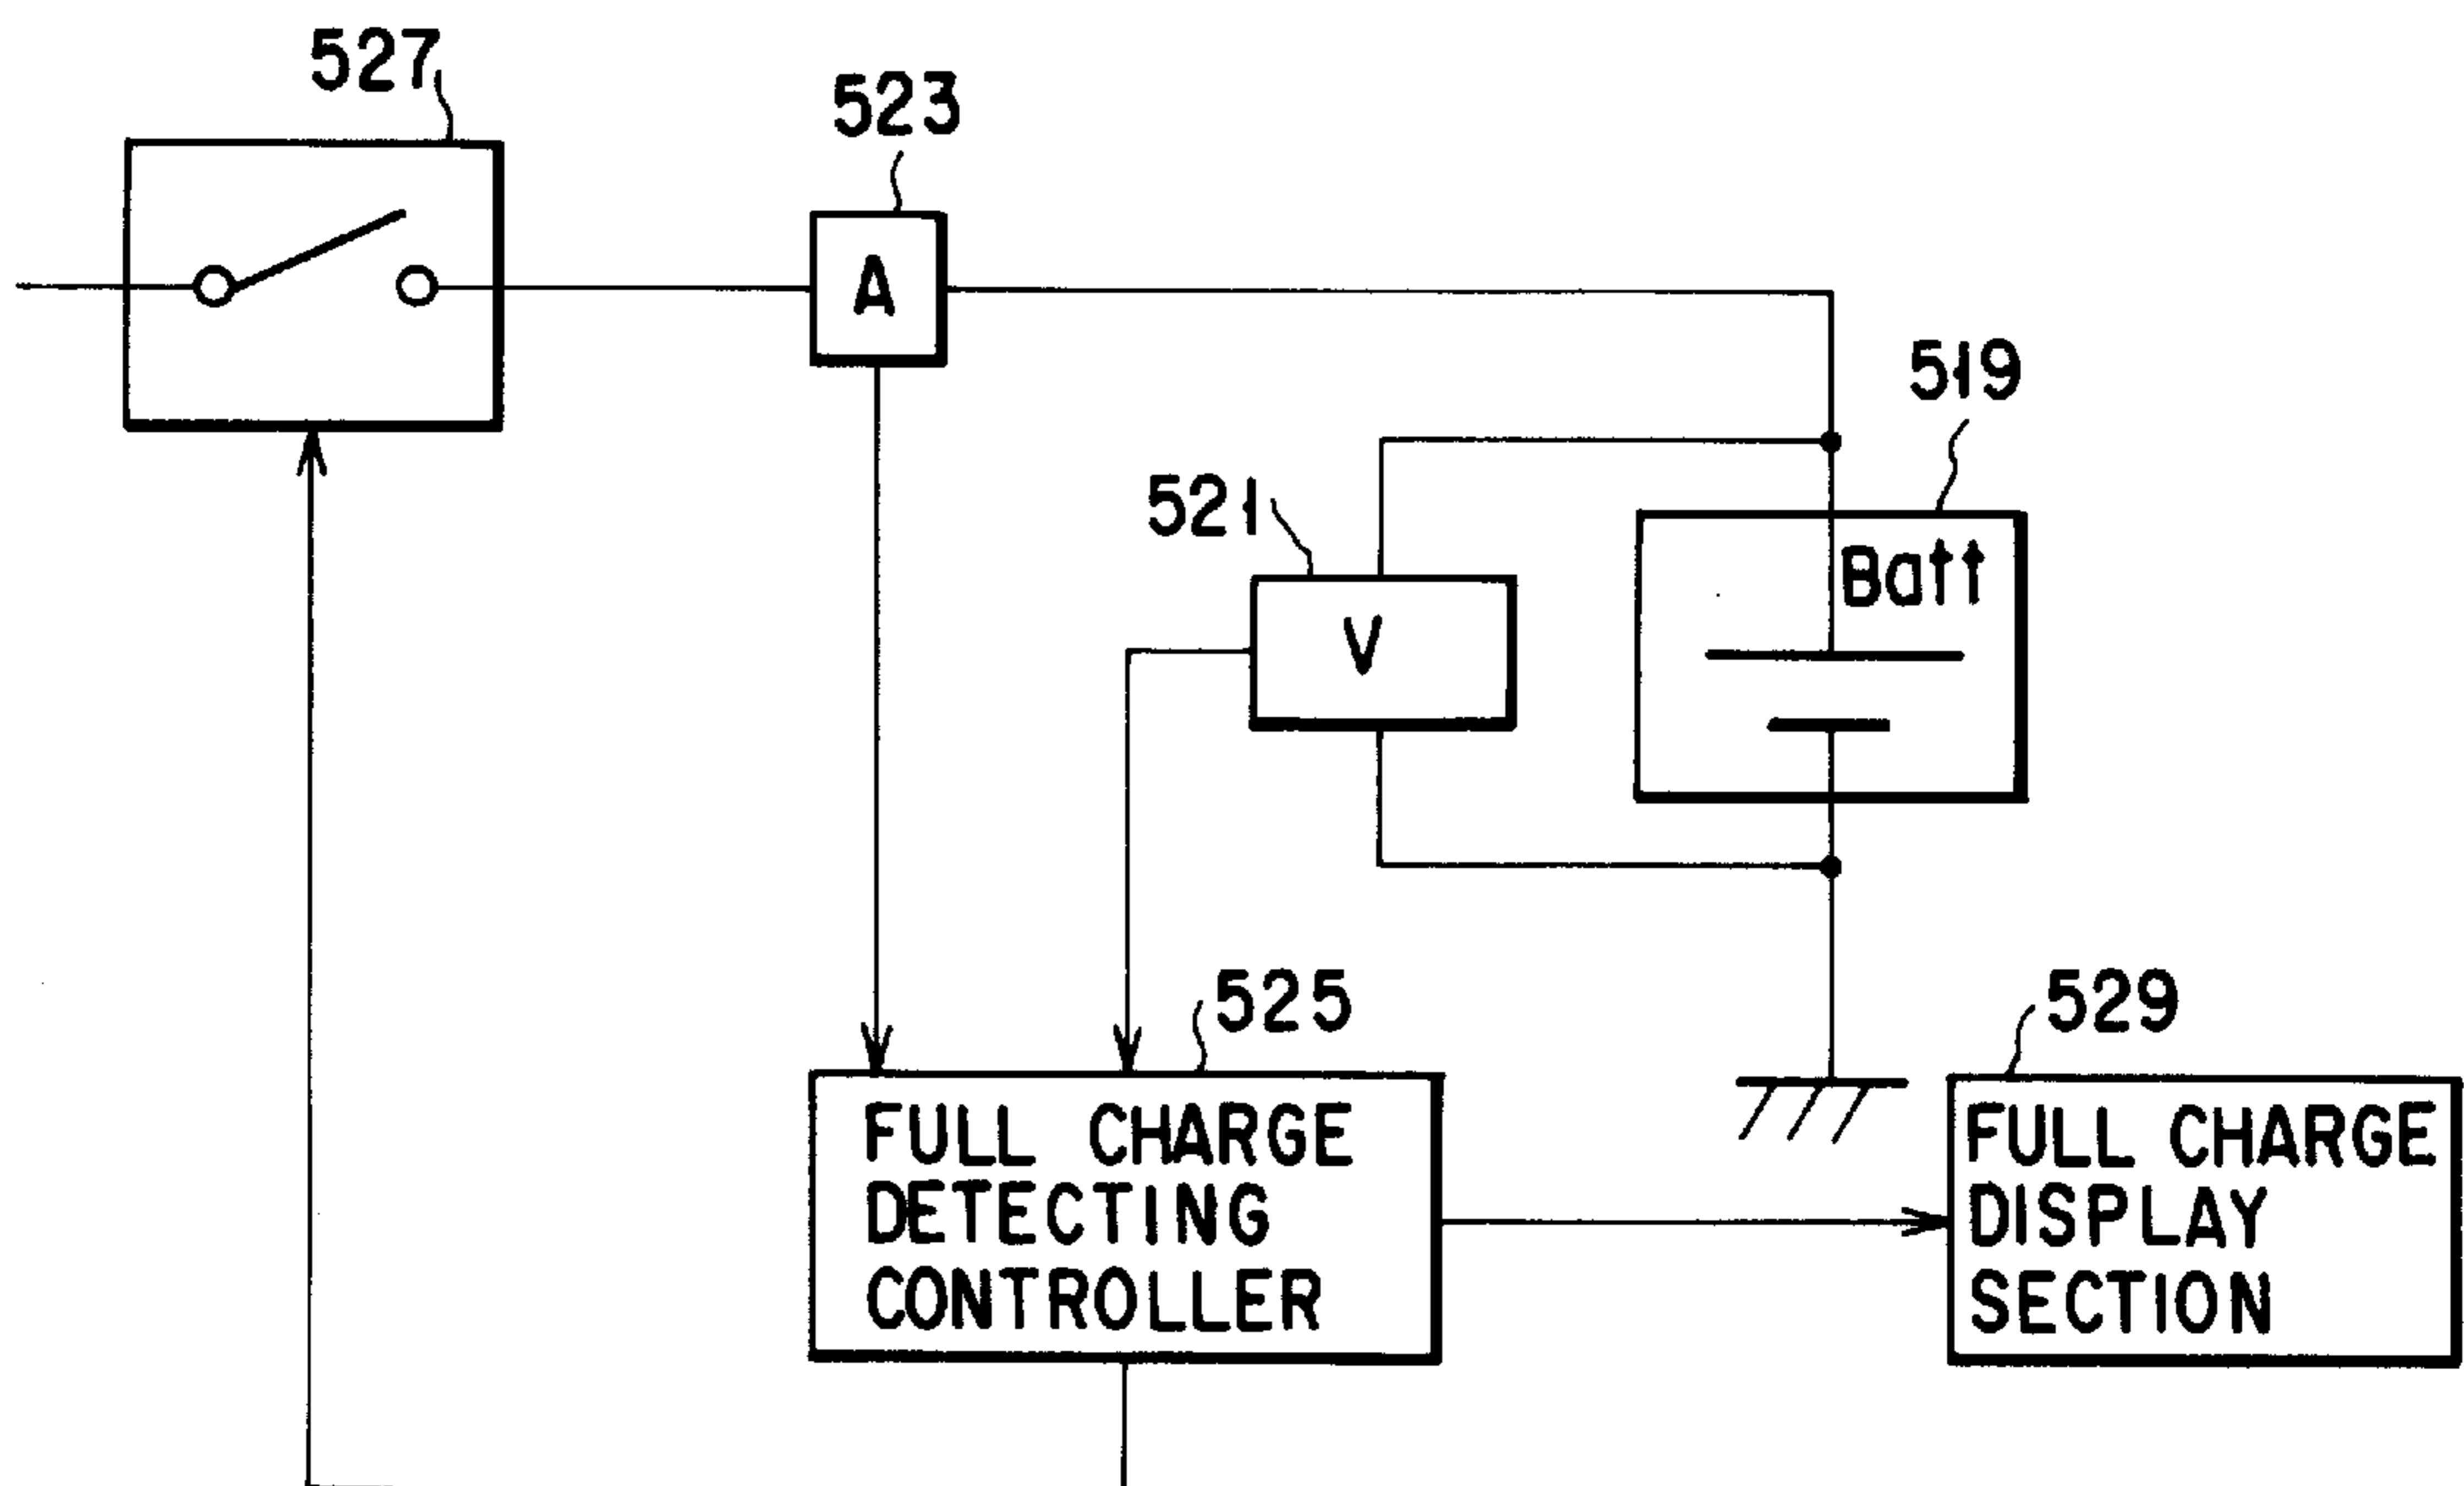 527
523
A
519
521
Batt
V
525
529
FULL CHARGE
DETECTING
CONTROLLER
FULL CHARGE
DISPLAY
SECTION